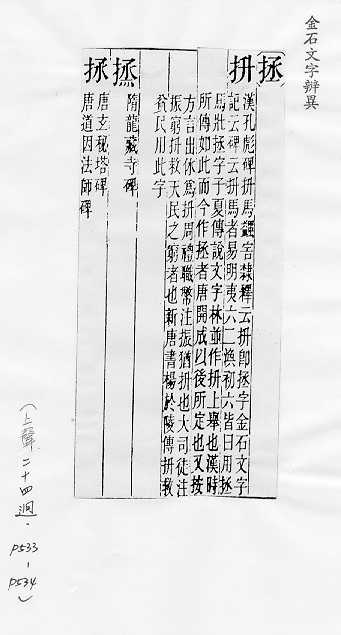 金石文字辨異
〔拯〕
拼 漢孔彪碑拼馬蠲害隸釋云拼即拯字金石文字
記云碑云拼馬者易明夷六二渙初六皆曰用拯
馬壯拯字子夏傳說文字林並作拼上舉也漢時
所傳如此而今作拯者唐開成以後所定也又按
方言出休為拼周禮職幣注振猶拼也大司徒注
振窮拼救天民之窮者也新唐書楊於陵傳拼救
貧民用此字
拯 隋龍藏寺碑
拯 唐玄秘塔碑
唐道因法師碑
(上聲二十四迥.
P533-
P534)